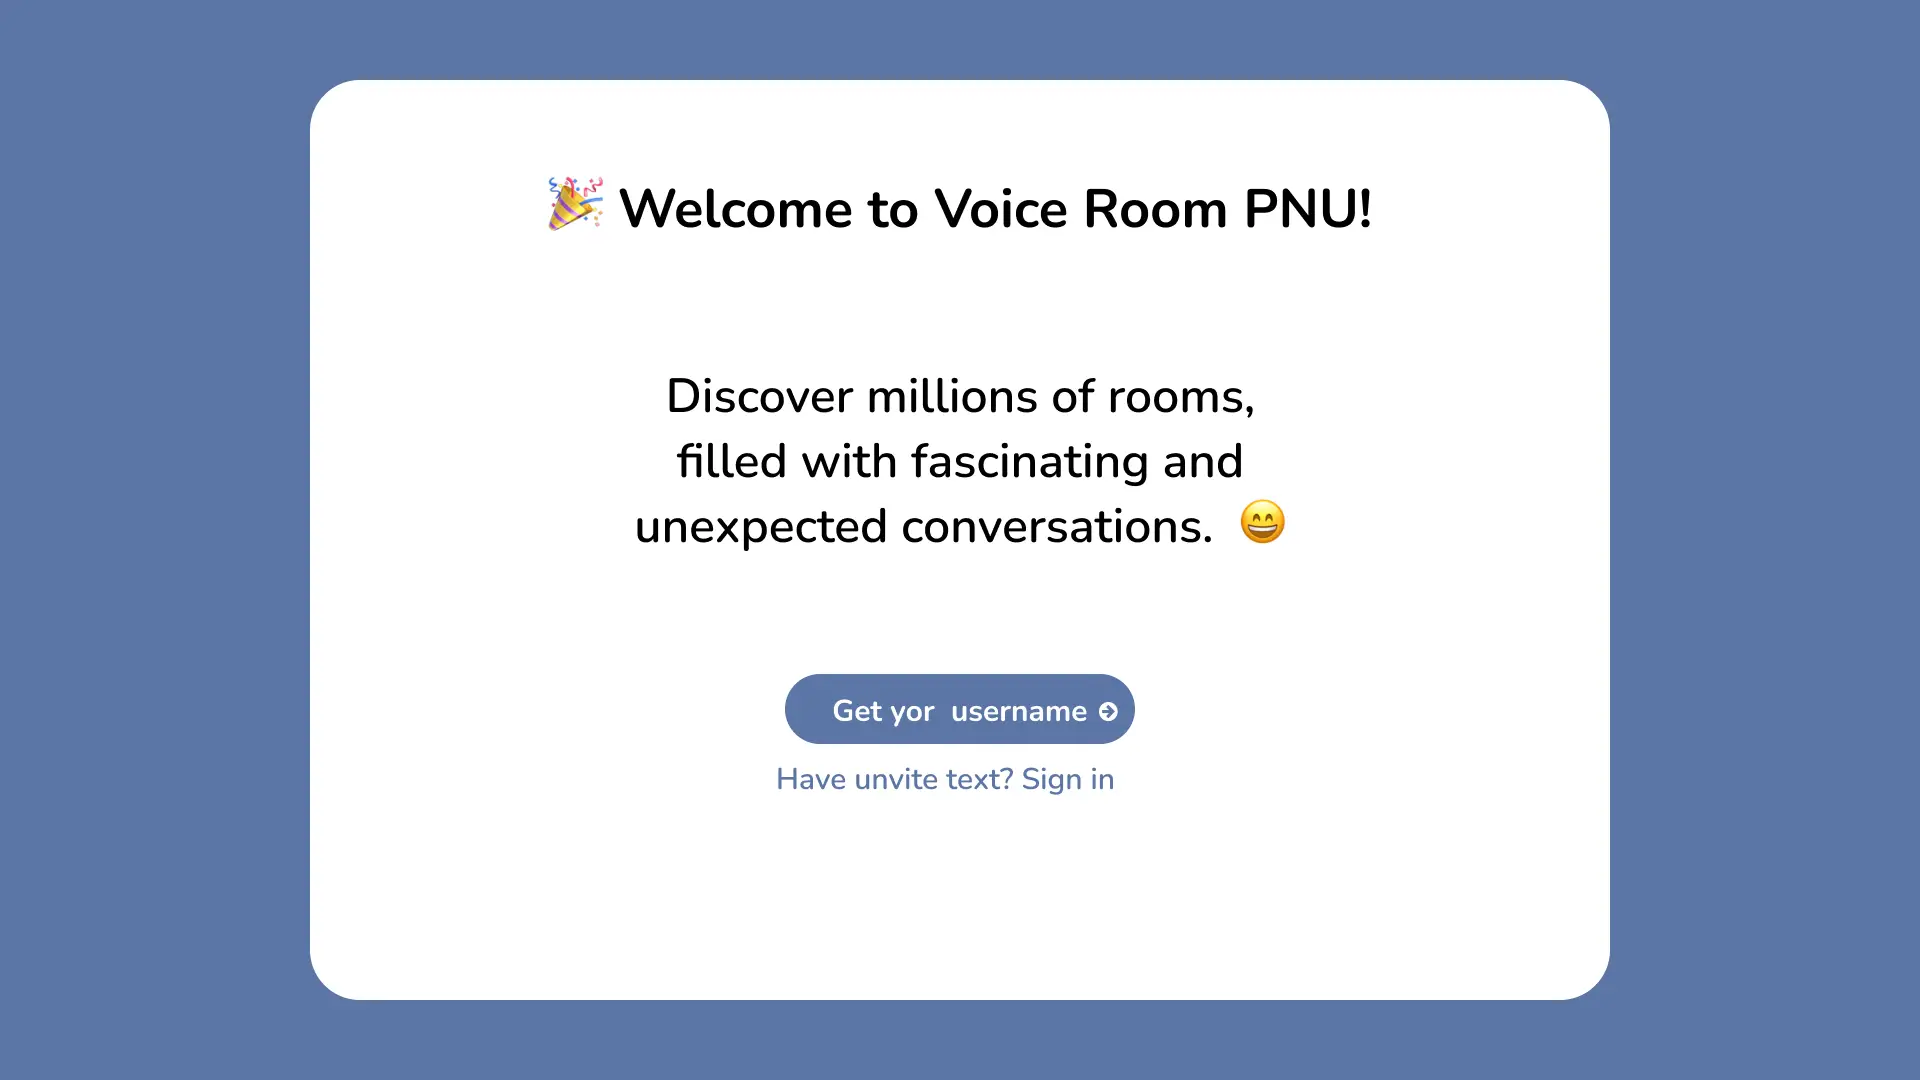 🎉 Welcome to Voice Room PNU!
Discover millions of rooms,
filled with fascinating and
unexpected conversations. 😄
Get yor  username
Have unvite text? Sign in